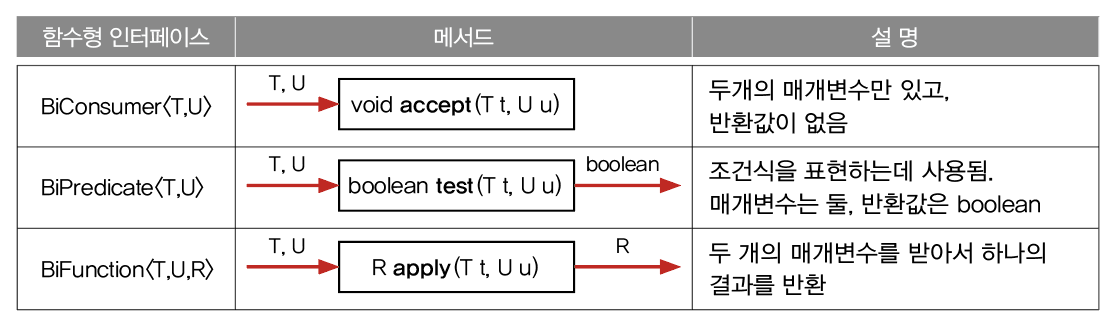 함수형 인터페이스 메서드 설 명
BiConsumer⟨T,U⟩ T, U void accept(T t, U u) 두개의 매개변수만 있고,
반환값이 없음
BiPredicate⟨T,U⟩ T, U boolean test(T t, U u) boolean 조건식을 표현하는데 사용됨.
매개변수는 둘, 반환값은 boolean
BiFunction⟨T,U,R⟩ T, U R apply(T t, U u) R 두 개의 매개변수를 받아서 하나의
결과를 반환